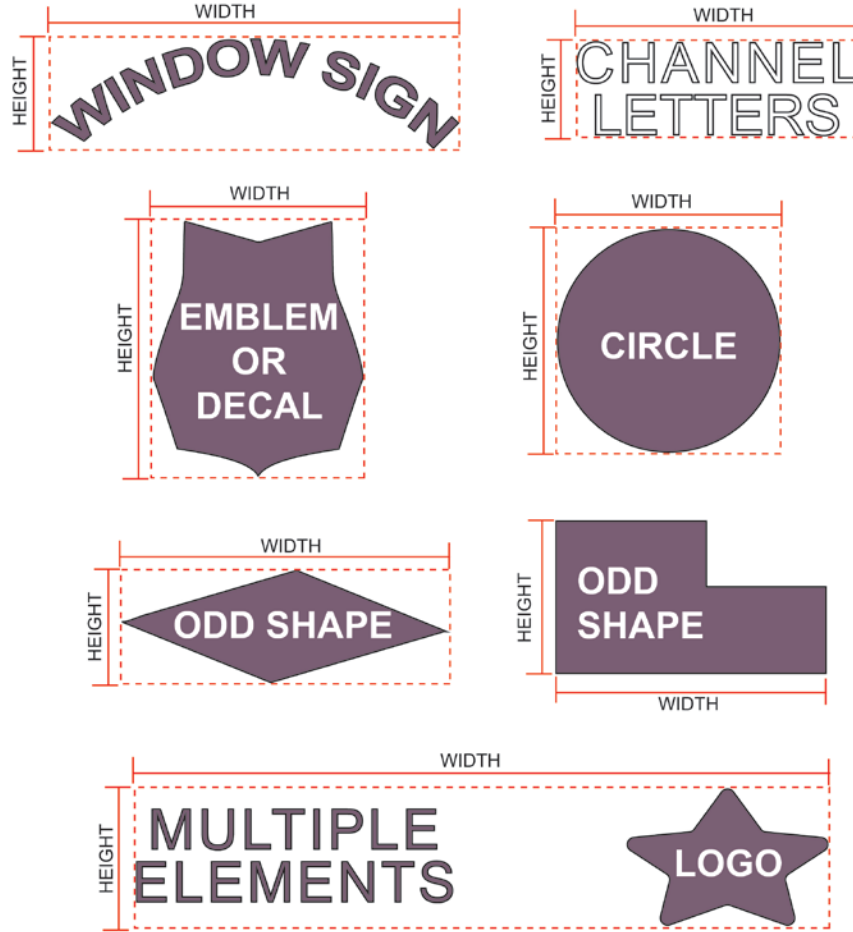 WIDTH
WIDTH
HEIGHT
WINDOW SIGN
HEIGHT
CHANNEL
LETTERS
WIDTH
WIDTH
HEIGHT
EMBLEM
OR
DECAL
HEIGHT
CIRCLE
WIDTH
HEIGHT
ODD SHAPE
HEIGHT
ODD
SHAPE
WIDTH
WIDTH
HEIGHT
MULTIPLE
ELEMENTS
LOGO